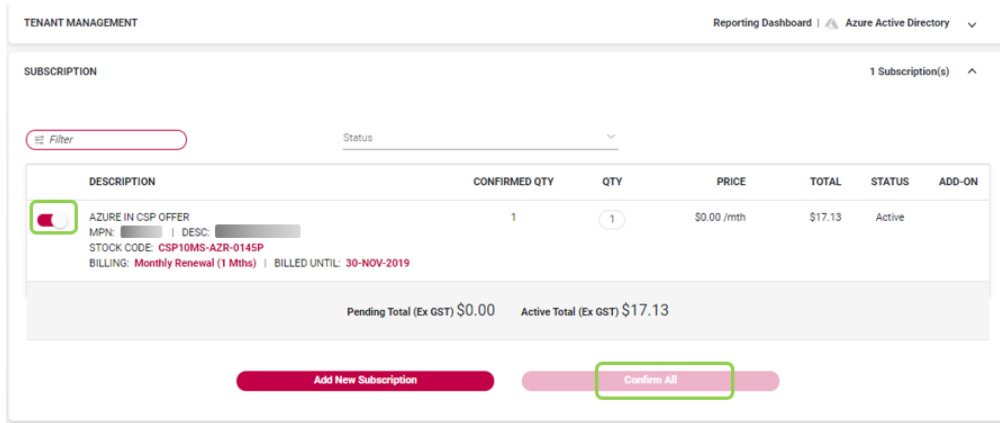 TENANT MANAGEMENT Reporting Dashboard | Azure Active Directory
SUBSCRIPTION 1 Subscription(s)
Filter Status
DESCRIPTION CONFIRMED QTY QTY PRICE TOTAL STATUS ADD-ON
AZURE IN CSP OFFER 1 1 $0.00 /mth $17.13 Active
MPN: | DESC:
STOCK CODE: CSP10MS-AZR-0145P
BILLING: Monthly Renewal (1 Mths) | BILLED UNTIL: 30-NOV-2019
Pending Total (Ex GST) $0.00 Active Total (Ex GST) $17.13
Add New Subscription Confirm All